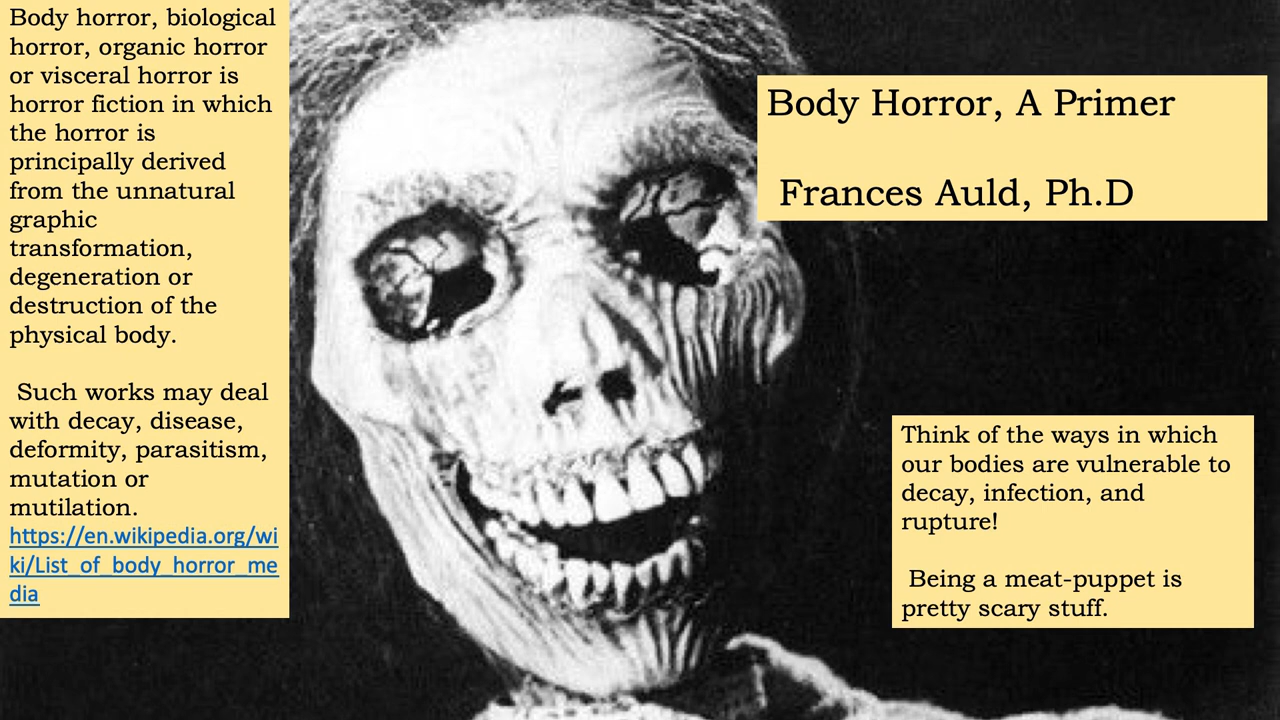 Body horror, biological
horror, organic horror
or visceral horror is
horror fiction in which
the horror is
principally derived
from the unnatural
graphic
transformation,
degeneration or
destruction of the
physical body.
Such works may deal
with decay, disease,
deformity, parasitism,
mutation or
mutilation.
https://en.wikipedia.org/wi
ki/List_of_body_horror_me
dia
Body Horror, A Primer
Frances Auld, Ph.D
Think of the ways in which
our bodies are vulnerable to
decay, infection, and
rupture!
Being a meat-puppet is
pretty scary stuff.